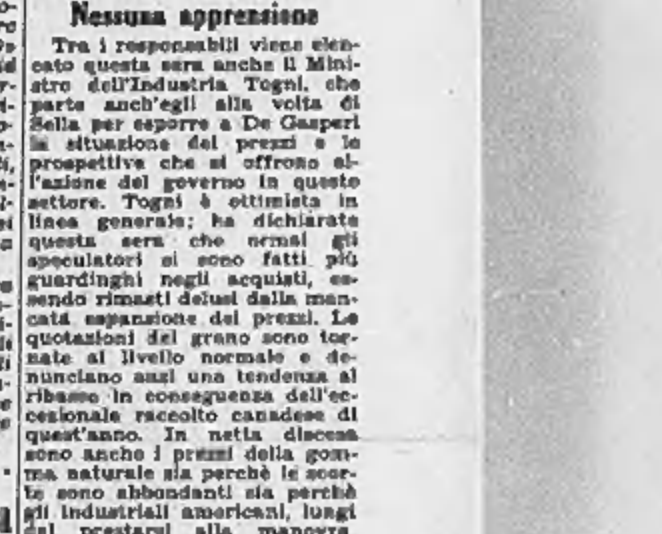 Nessuna apprensione
Tra i responsabili viene elen-
cato questa sera anche il Mini-
stro dell'Industria Togni, che
parte anch'egli alla volta di
Sella per esporre a De Gasperi
la situazione dei prezzi e le
prospettive che si offrono al-
l'azione del governo in questo
settore. Togni è ottimista in
linea generale; ha dichiarato
questa sera che ormai gli
speculatori si sono fatti più
guardinghi negli acquisti, es-
sendo rimasti delusi dalla man-
cata espansione dei prezzi. Le
quotazioni del grano sono tor-
nate al livello normale e de-
nunciano anzi una tendenza al
ribasso in conseguenza dell'ec-
cezionale raccolto canadese di
quest'anno. In netta discesa
sono anche i prezzi della gom-
ma naturale sia perchè le scor-
te sono abbondanti sia perchè
gli industriali americani, lungi
dal prestarsi alla manovra